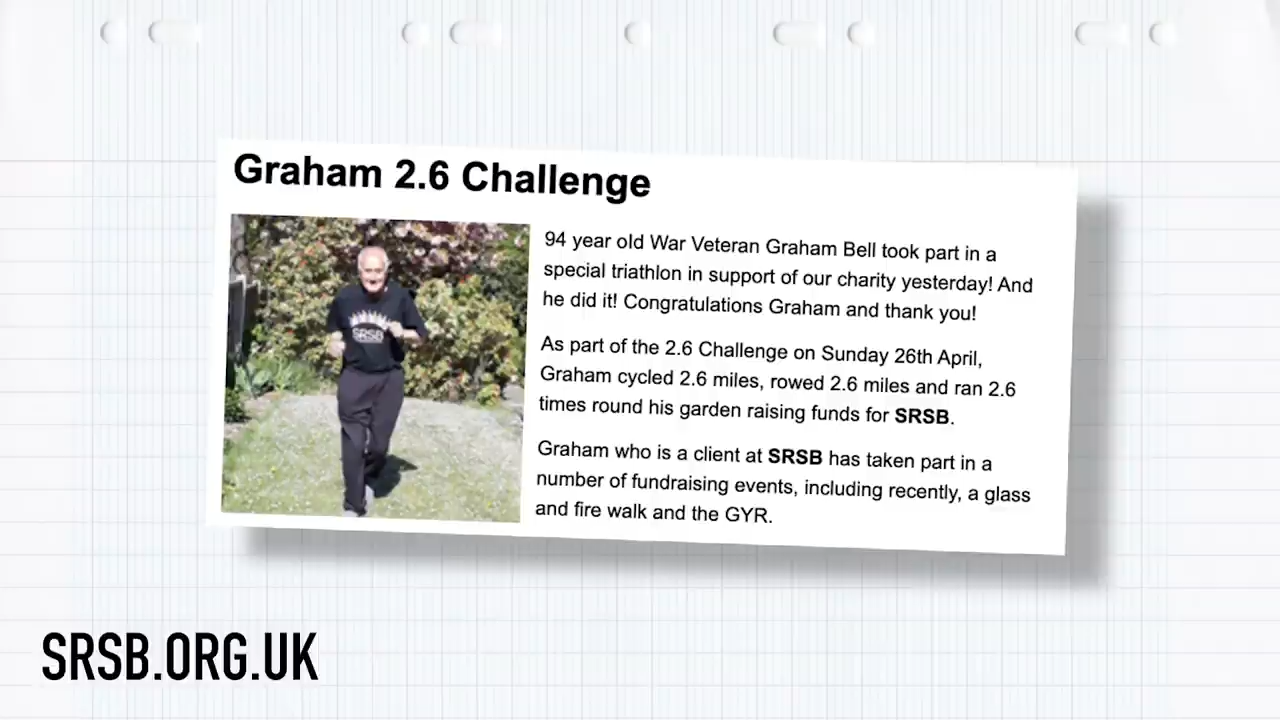 Graham 2.6 Challenge
SRSB
94 year old War Veteran Graham Bell took part in a
special triathlon in support of our charity yesterday! And
he did it! Congratulations Graham and thank you!
As part of the 2.6 Challenge on Sunday 26th April,
Graham cycled 2.6 miles, rowed 2.6 miles and ran 2.6
times round his garden raising funds for SRSB.
Graham who is a client at SRSB has taken part in a
number of fundraising events, including recently, a glass
and fire walk and the GYR.
SRSB.ORG.UK